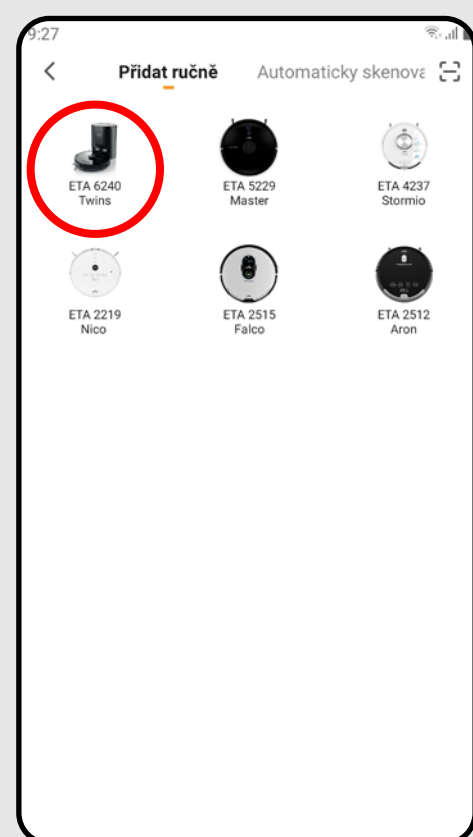 9:27
Přidat ručně Automaticky skenova
ETA 6240
Twins
ETA 5229
Master
ETA 4237
Stormio
ETA 2219
Nico
ETA 2515
Falco
ETA 2512
Aron